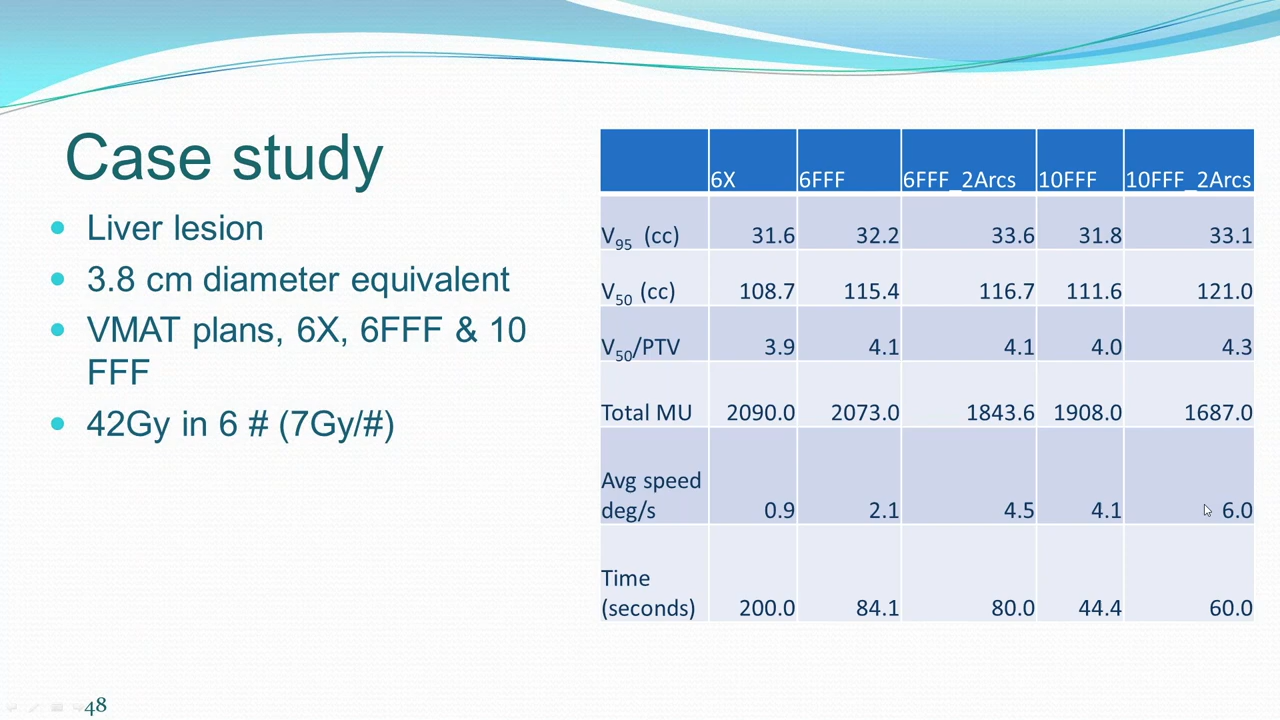 Case study
Liver lesion
3.8 cm diameter equivalent
VMAT plans, 6X, 6FFF & 10
FFF
42Gy in 6 # (7Gy/#)
6X 6FFF 6FFF_2Arcs 10FFF 10FFF_2Arcs
V95 (cc) 31.6 32.2 33.6 31.8 33.1
V50 (cc) 108.7 115.4 116.7 111.6 121.0
V50/PTV 3.9 4.1 4.1 4.0 4.3
Total MU 2090.0 2073.0 1843.6 1908.0 1687.0
Avg speed
deg/s 0.9 2.1 4.5 4.1 6.0
Time
(seconds) 200.0 84.1 80.0 44.4 60.0
48